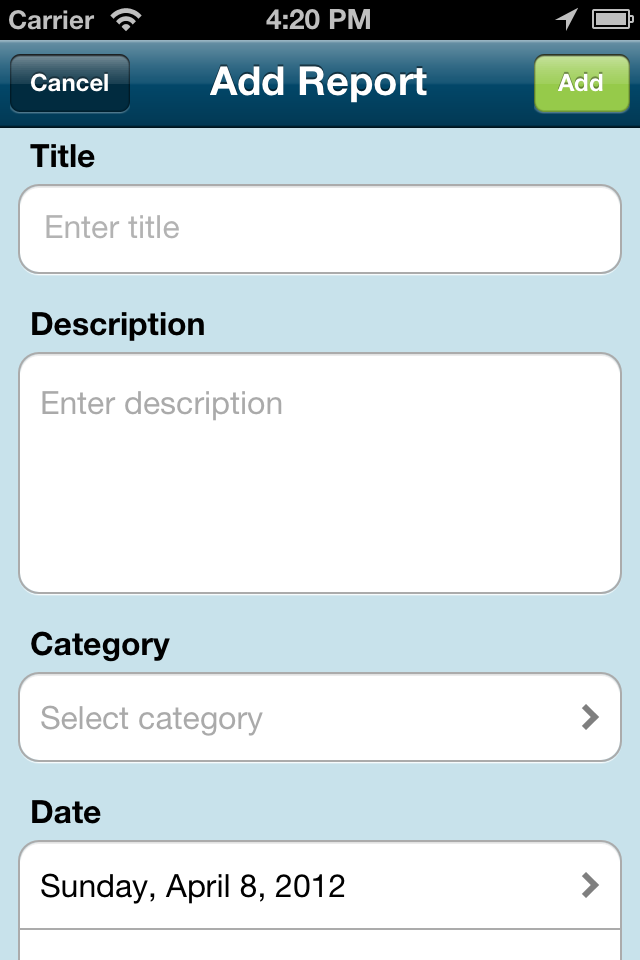 Carrier 4:20 PM
Cancel Add Report Add
Title
Enter title
Description
Enter description
Category
Select category
Date
Sunday, April 8, 2012